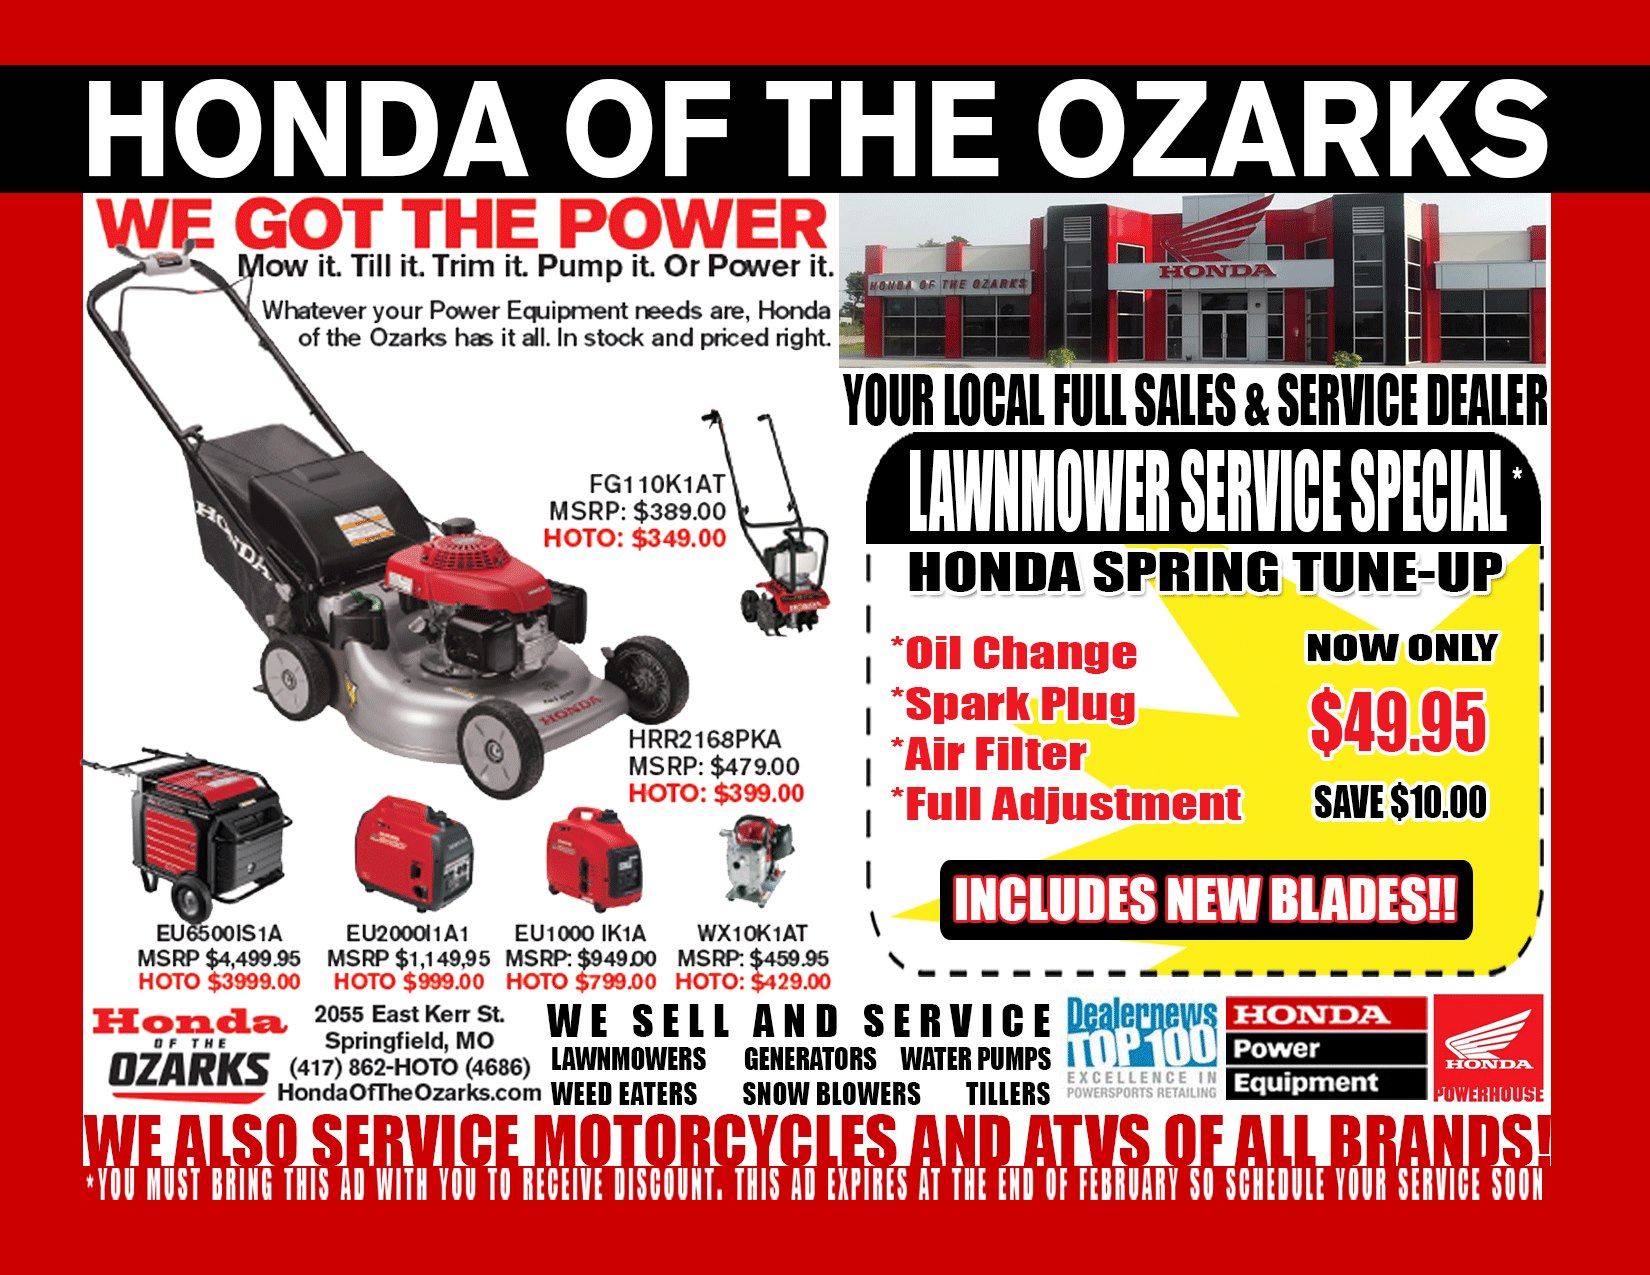 HONDA OF THE OZARKS
WE GOT THE POWER
Mow it. Till it. Trim it. Pump it. Or Power it.
Whatever your Power Equipment needs are, Honda
of the Ozarks has it all. In stock and priced right.
HONDA OF THE OZARKS
HONDA
YOUR LOCAL FULL SALES & SERVICE DEALER
LAWNMOWER SERVICE SPECIAL*
HONDA SPRING TUNE-UP
*Oil Change
*Spark Plug
*Air Filter
*Full Adjustment
NOW ONLY
$49.95
SAVE $10.00
INCLUDES NEW BLADES!!
FG110K1AT
MSRP: $389.00
HOTO: $349.00
HONDA
HONDA
HONDA
HRR2168PKA
MSRP: $479.00
HOTO: $399.00
EU6500IS1A
MSRP $4,499.95
HOTO $3999.00
EU2000I1A1
MSRP $1,149,95
HOTO $999.00
EU1000 IK1A
MSRP: $949.00
HOTO $799.00
WX10K1AT
MSRP: $459.95
HOTO: $429.00
Honda
OF THE
OZARKS
2055 East Kerr St.
Springfield, MO
(417) 862-HOTO (4686)
HondaOfTheOzarks.com
WE SELL AND SERVICE
LAWNMOWERS GENERATORS WATER PUMPS
WEED EATERS SNOW BLOWERS TILLERS
Dealernews
TOP 100
EXCELLENCE IN
POWERSPORTS RETAILING
HONDA
Power
Equipment
HONDA
POWERHOUSE
WE ALSO SERVICE MOTORCYCLES AND ATVS OF ALL BRANDS!
*YOU MUST BRING THIS AD WITH YOU TO RECEIVE DISCOUNT. THIS AD EXPIRES AT THE END OF FEBRUARY SO SCHEDULE YOUR SERVICE SOON